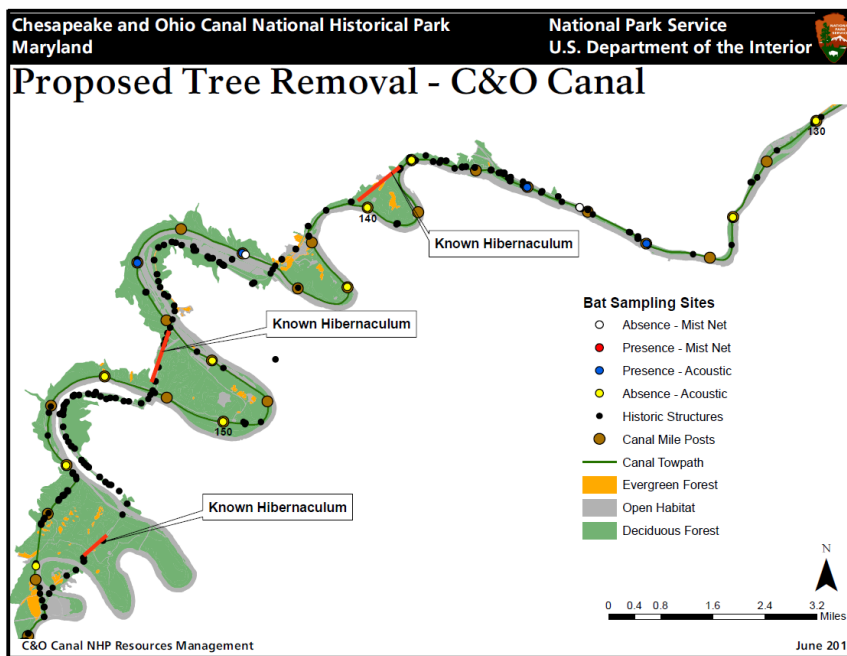 Chesapeake and Ohio Canal National Historical Park
Maryland
National Park Service
U.S. Department of the Interior
Proposed Tree Removal - C&O Canal
130
140
Known Hibernaculum
Known Hibernaculum
150
Known Hibernaculum
Bat Sampling Sites
Absence - Mist Net
Presence - Mist Net
Presence - Acoustic
Absence - Acoustic
Historic Structures
Canal Mile Posts
Canal Towpath
Evergreen Forest
Open Habitat
Deciduous Forest
N
0 0.4 0.8 1.6 2.4 3.2
Miles
C&O Canal NHP Resources Management
June 201